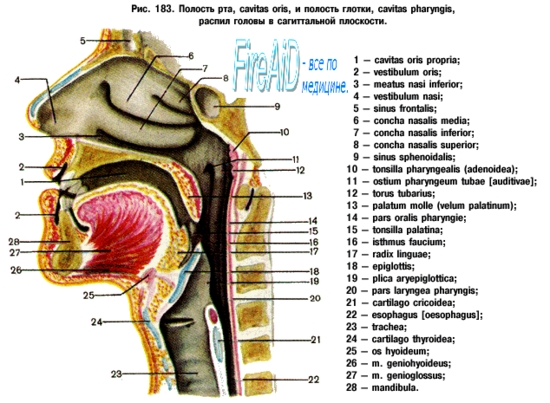 Рис. 183. Полость рта, cavitas oris, и полость глотки, cavitas pharyngis,
распил головы в сагиттальной плоскости.
FireAiD - все по
медицине.
1 — cavitas oris propria;
2 — vestibulum oris;
3 — meatus nasi inferior;
4 — vestibulum nasi;
5 — sinus frontalis;
6 — concha nasalis media;
7 — concha nasalis inferior;
8 — concha nasalis superior;
9 — sinus sphenoidalis;
10 — tonsilla pharyngealis (adenoidea);
11 — ostium pharyngeum tubae [auditivae];
12 — torus tubarius;
13 — palatum molle (velum palatinum);
14 — pars oralis pharyngie;
15 — tonsilla palatina;
16 — isthmus faucium;
17 — radix linguae;
18 — epiglottis;
19 — plica aryepiglottica;
20 — pars laryngea pharyngis;
21 — cartilago cricoidea;
22 — esophagus [oesophagus];
23 — trachea;
24 — cartilago thyroidea;
25 — os hyoideum;
26 — m. geniohyoideus;
27 — m. genioglossus;
28 — mandibula.
5
6
7
4
8
9
3
10
11
12
2
1
13
2
14
15
28
16
27
17
26
18
19
25
20
24
21
23
22